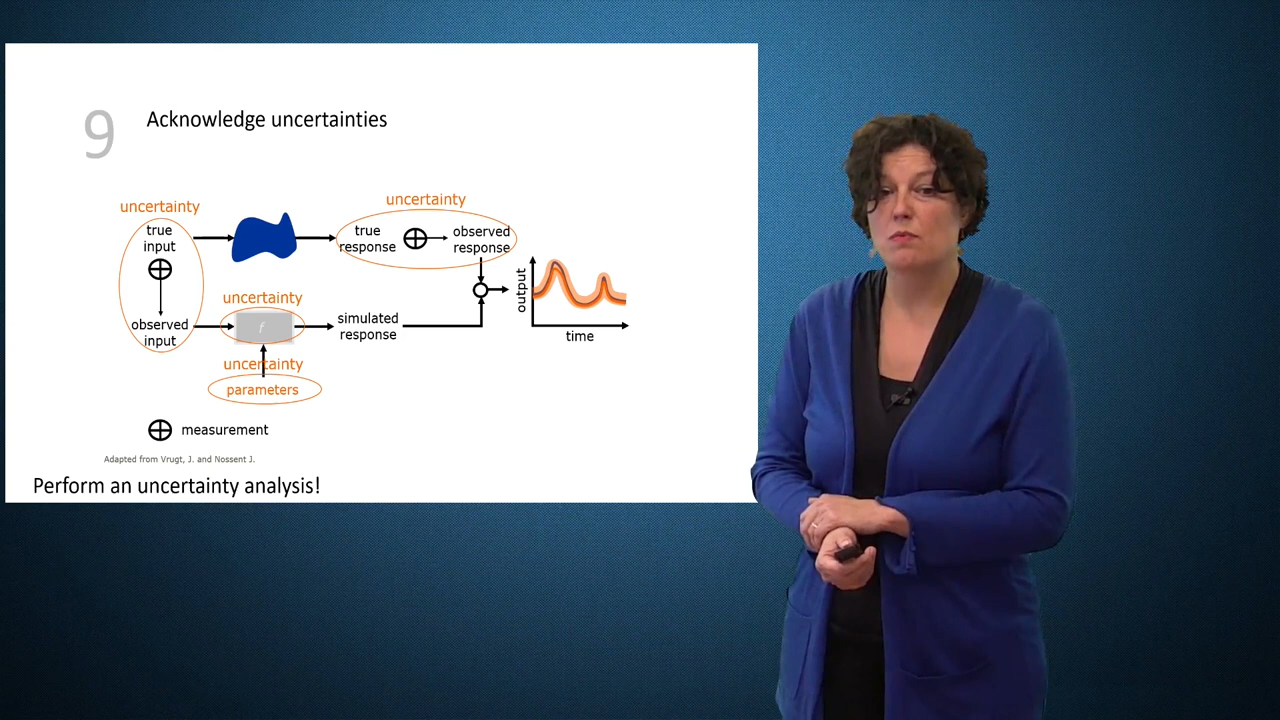 9 Acknowledge uncertainties
uncertainty
uncertainty
true
input
true
response
observed
response
uncertainty
observed
input
f
simulated
response
output
time
uncertainty
parameters
measurement
Adapted from Vrugt, J. and Nossent J.
Perform an uncertainty analysis!